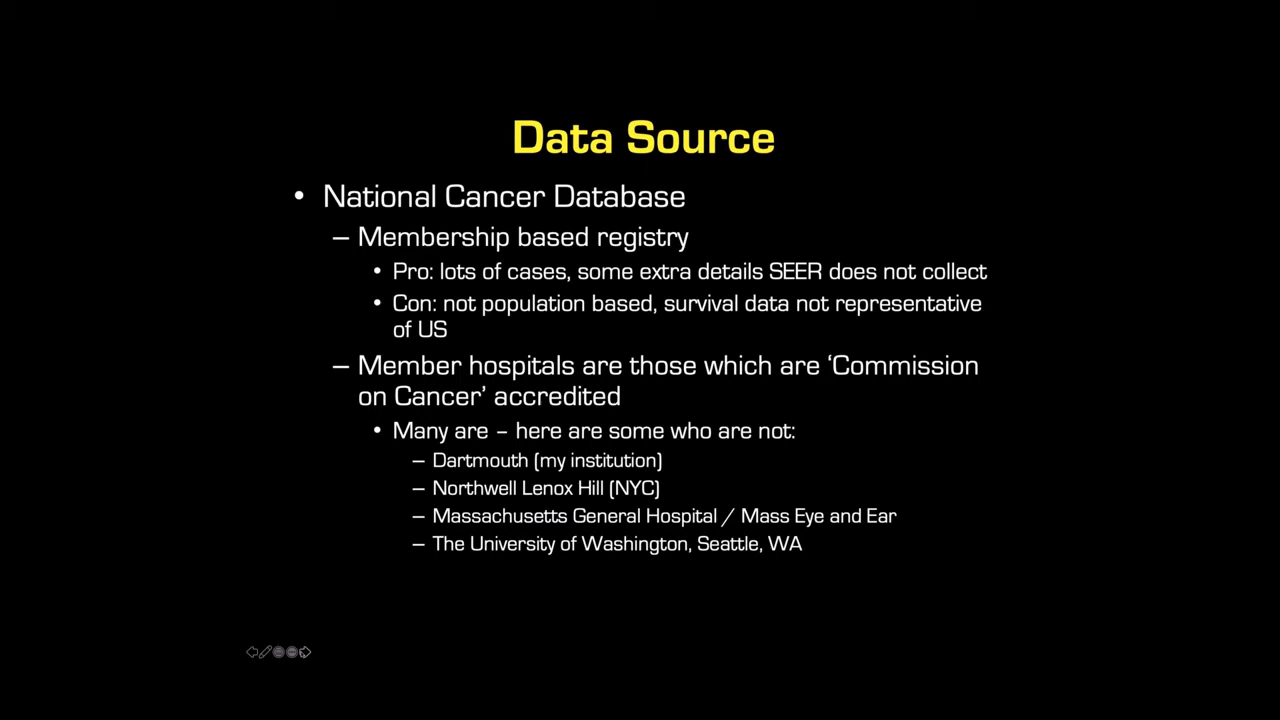 Data Source
• National Cancer Database
– Membership based registry
• Pro: lots of cases, some extra details SEER does not collect
• Con: not population based, survival data not representative
of US
– Member hospitals are those which are ‘Commission
on Cancer’ accredited
• Many are – here are some who are not:
– Dartmouth (my institution)
– Northwell Lenox Hill (NYC)
– Massachusetts General Hospital / Mass Eye and Ear
– The University of Washington, Seattle, WA